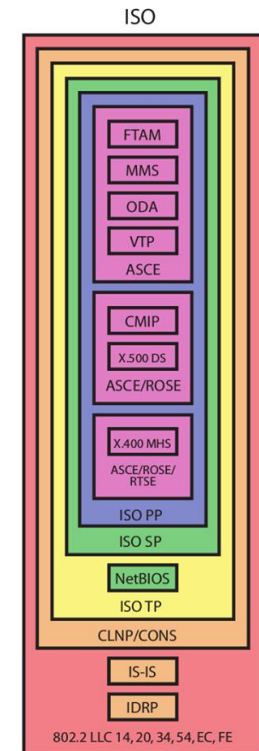 ISO
FTAM
MMS
ODA
VTP
ASCE
CMIP
X.500 DS
ASCE/ROSE
X.400 MHS
ASCE/ROSE/
RTSE
ISO PP
ISO SP
NetBIOS
ISO TP
CLNP/CONS
IS-IS
IDRP
802.2 LLC 14, 20, 34, 54, EC, FE